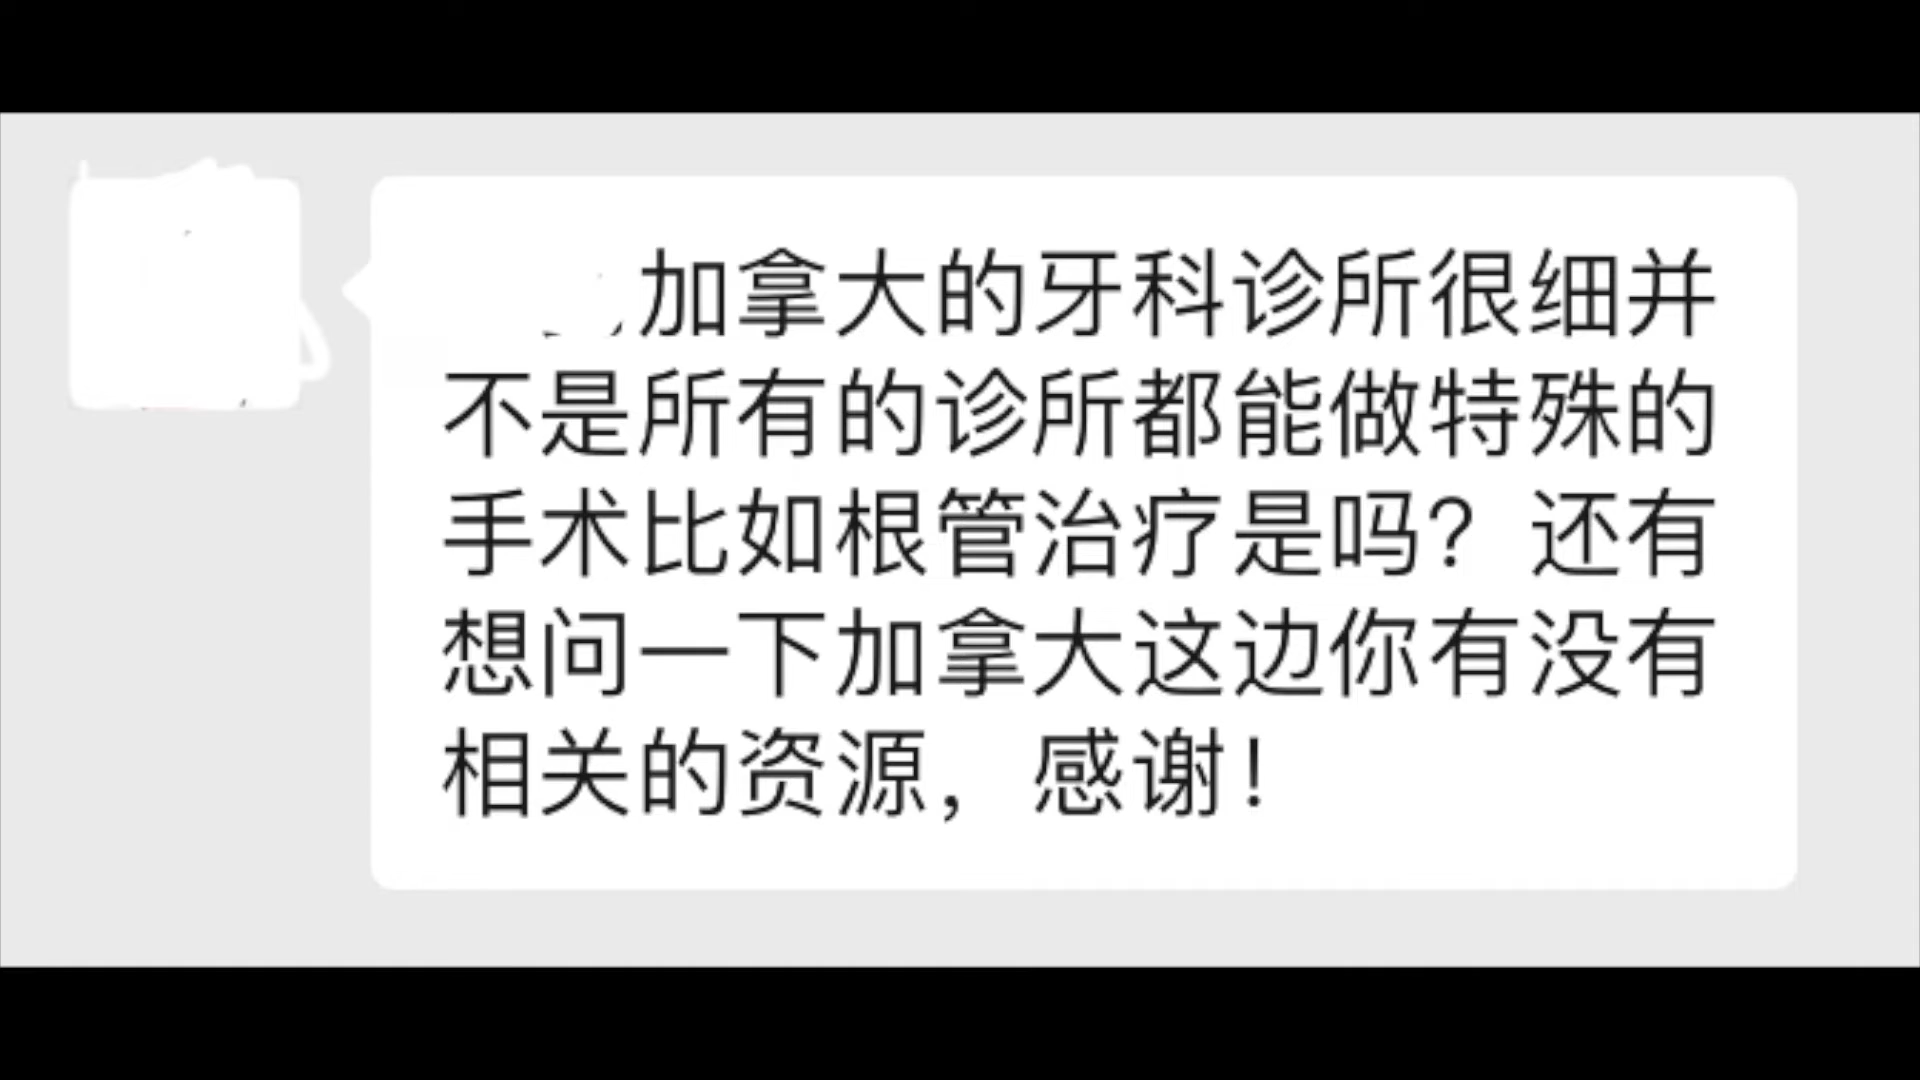 加拿大的牙科诊所很细并
不是所有的诊所都能做特殊的
手术比如根管治疗是吗？还有
想问一下加拿大这边你有没有
相关的资源，感谢！